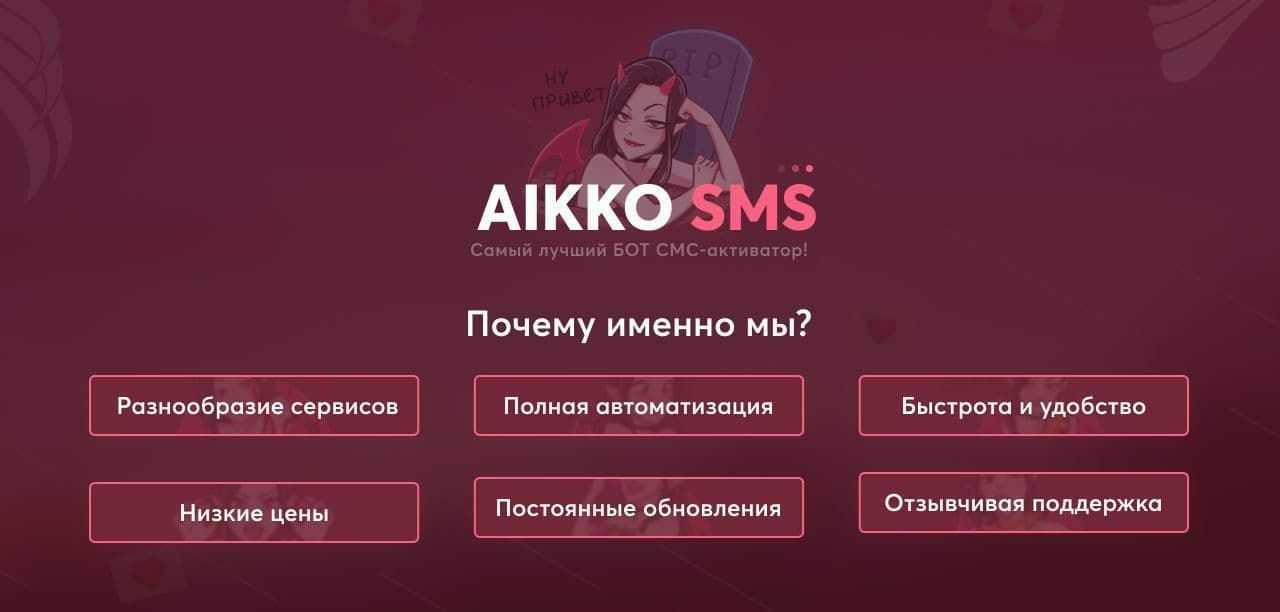 RIP
НУ
ПРИВЕТ
AIKKO SMS
Самый лучший БОТ СМС-активатор!
Почему именно мы?
Разнообразие сервисов
Полная автоматизация
Быстрота и удобство
Низкие цены
Постоянные обновления
Отзывчивая поддержка